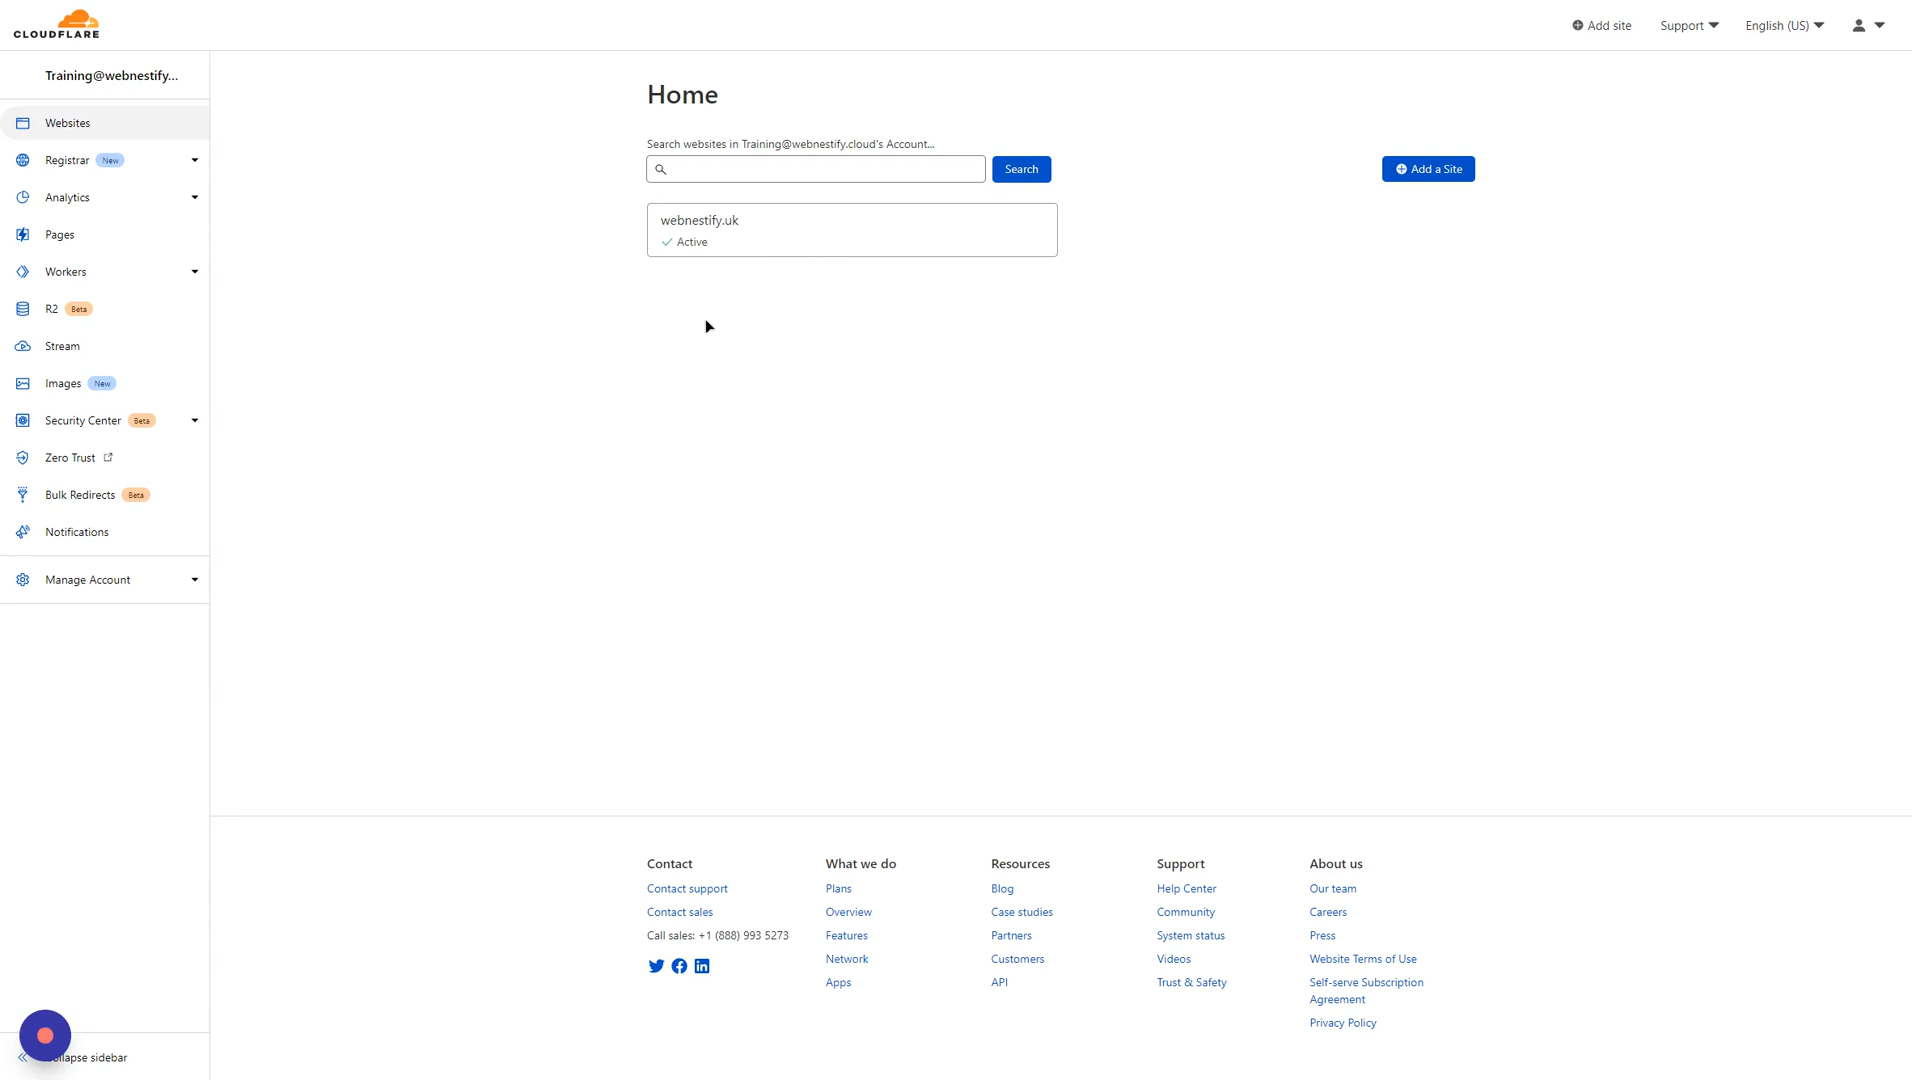 CLOUDFLARE
Add site
Support
English (US)
Training@webnestify...
Websites
Registrar New
Analytics
Pages
Workers
R2 Beta
Stream
Images New
Security Center Beta
Zero Trust
Bulk Redirects Beta
Notifications
Manage Account
Home
Search websites in Training@webnestify.cloud's Account...
Search
Add a Site
webnestify.uk
Active
Contact
Contact support
Contact sales
Call sales: +1 (888) 993 5273
What we do
Plans
Overview
Features
Network
Apps
Resources
Blog
Case studies
Partners
Customers
API
Support
Help Center
Community
System status
Videos
Trust & Safety
About us
Our team
Careers
Press
Website Terms of Use
Self-serve Subscription
Agreement
Privacy Policy
sidebar